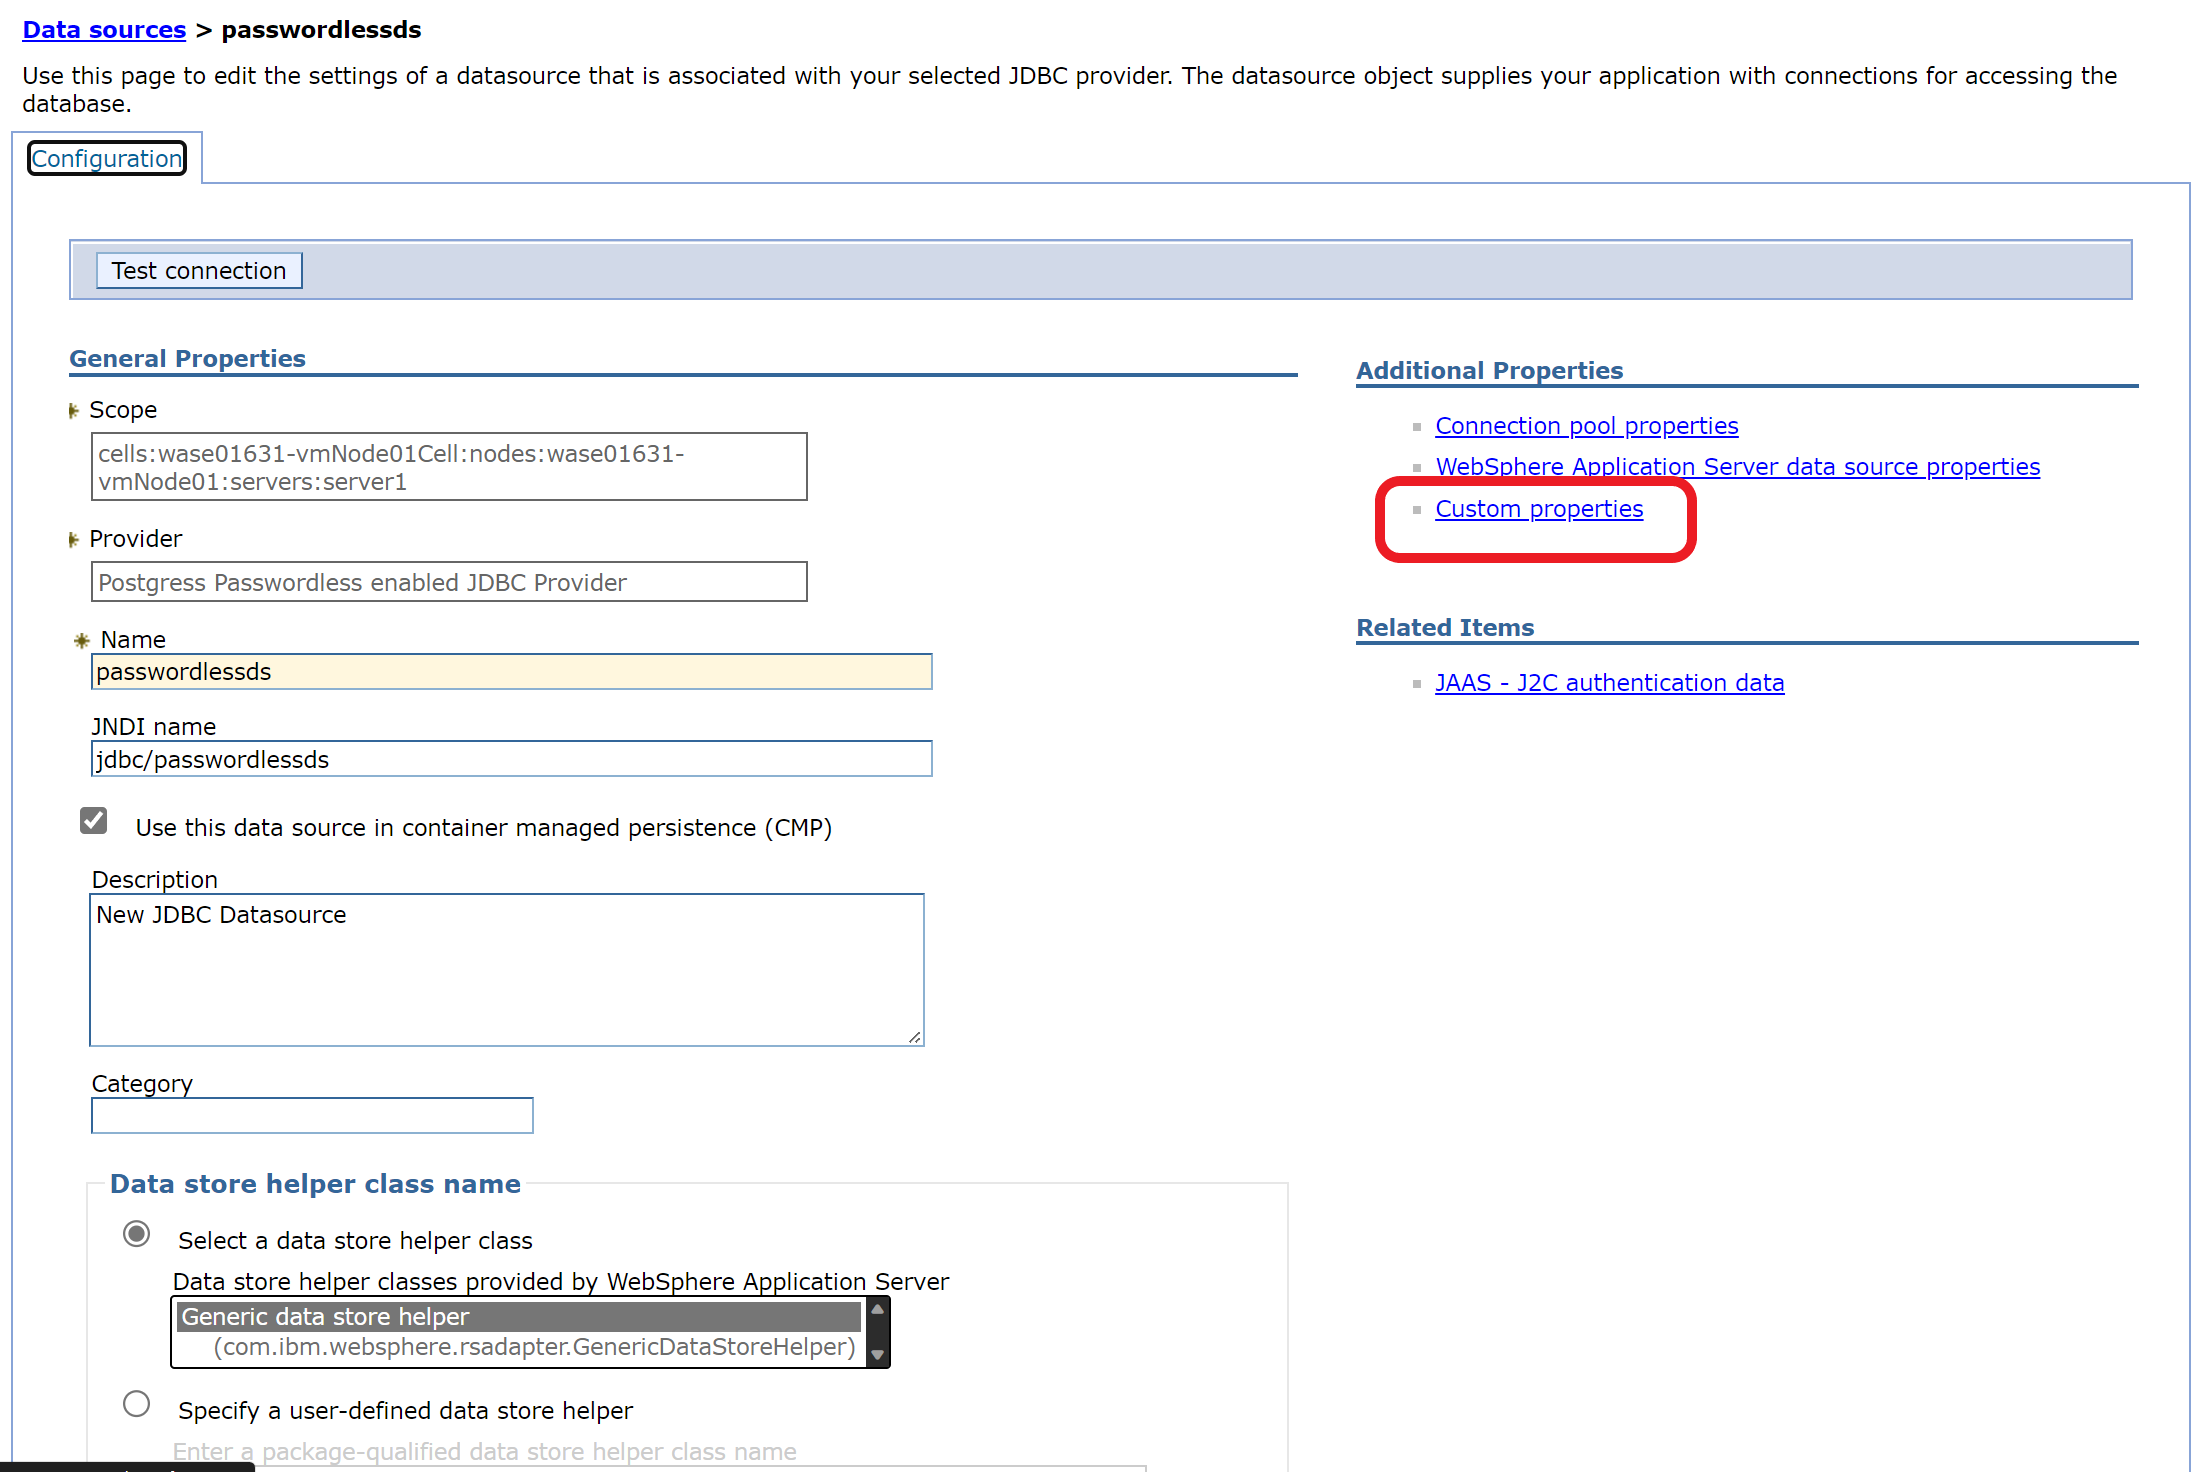 Data sources > passwordlessds
Use this page to edit the settings of a datasource that is associated with your selected JDBC provider. The datasource object supplies your application with connections for accessing the
database.
Configuration
Test connection
General Properties
Scope
cells:wase01631-vmNode01Cell:nodes:wase01631-
vmNode01:servers:server1
Provider
Postgress Passwordless enabled JDBC Provider
Name
passwordlessds
JNDI name
jdbc/passwordlessds
Use this data source in container managed persistence (CMP)
Description
New JDBC Datasource
Category
Data store helper class name
Select a data store helper class
Data store helper classes provided by WebSphere Application Server
Generic data store helper
(com.ibm.websphere.rsadapter.GenericDataStoreHelper)
Specify a user-defined data store helper
Enter a package-qualified data store helper class name
Additional Properties
Connection pool properties
WebSphere Application Server data source properties
Custom properties
Related Items
JAAS - J2C authentication data